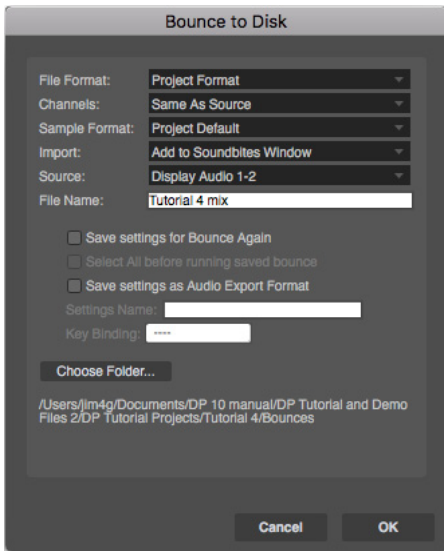 Bounce to Disk
File Format: Project Format
Channels: Same As Source
Sample Format: Project Default
Import: Add to Soundbites Window
Source: Display Audio 1-2
File Name: Tutorial 4 mix
Save settings for Bounce Again
Select All before running saved bounce
Save settings as Audio Export Format
Settings Name:
Key Binding: ----
Choose Folder...
/Users/jim4g/Documents/DP 10 manual/DP Tutorial and Demo
Files 2/DP Tutorial Projects/Tutorial 4/Bounces
Cancel OK